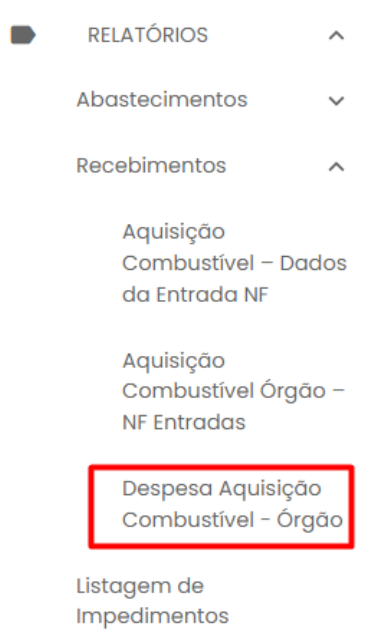 RELATÓRIOS
Abastecimentos
Recebimentos
Aquisição
Combustível – Dados
da Entrada NF
Aquisição
Combustível Órgão –
NF Entradas
Despesa Aquisição
Combustível - Órgão
Listagem de
Impedimentos